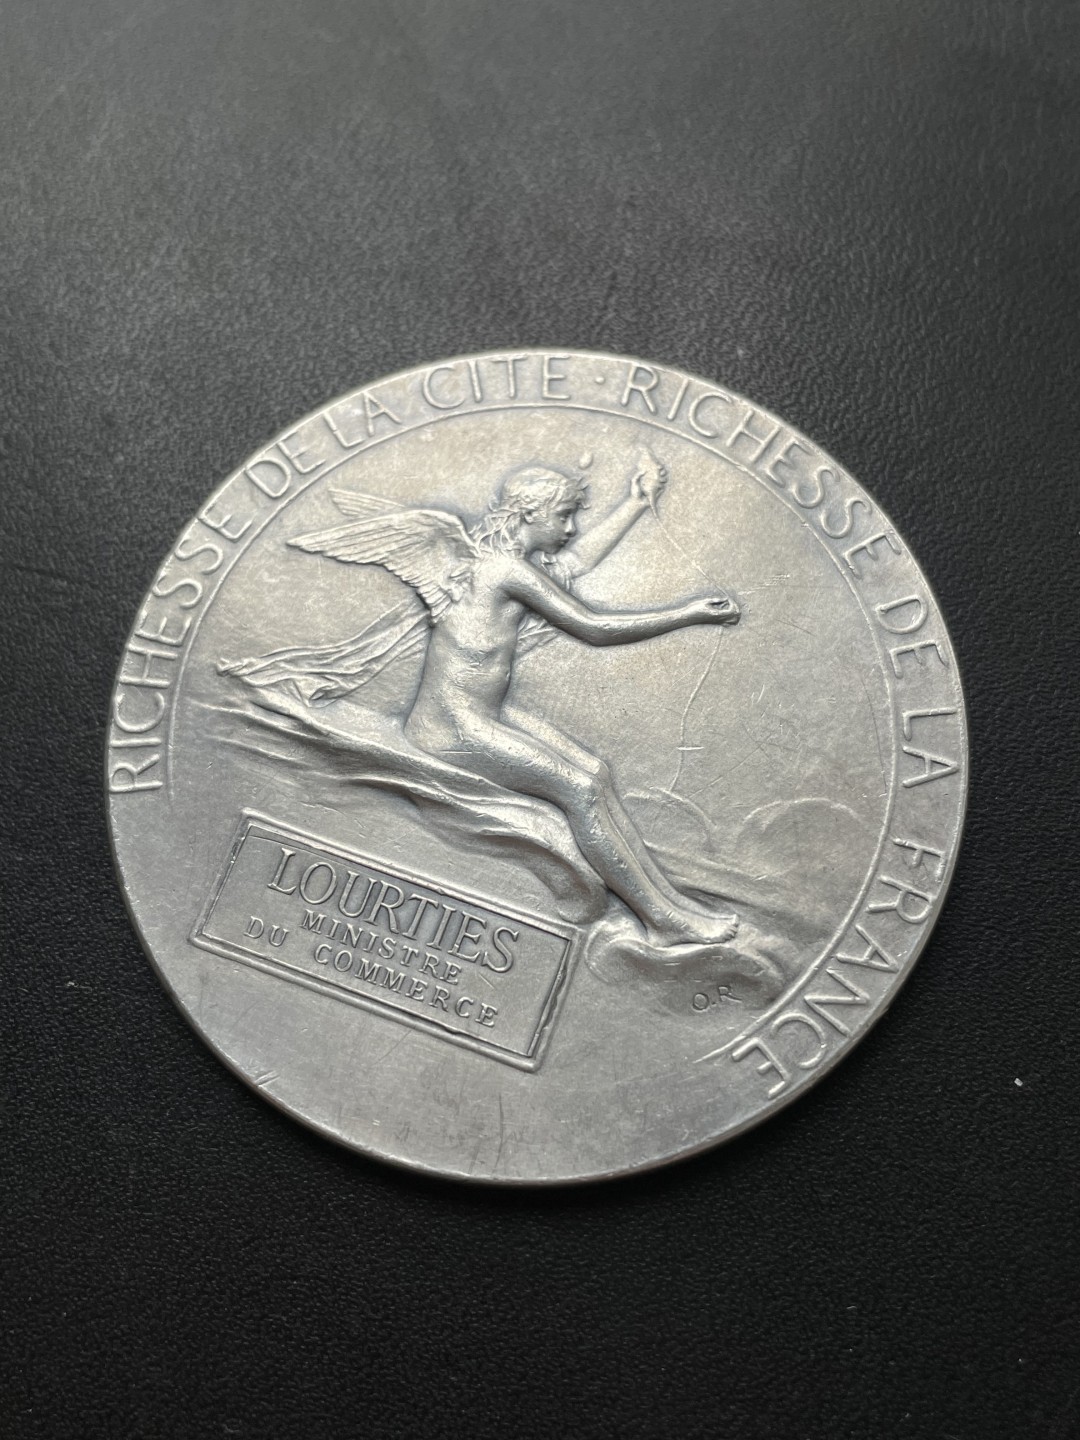 RICHESSE DE LA CITE · RICHESSE DE LA FRANCE
LOURTIES
MINISTRE
DU COMMERCE
O.R